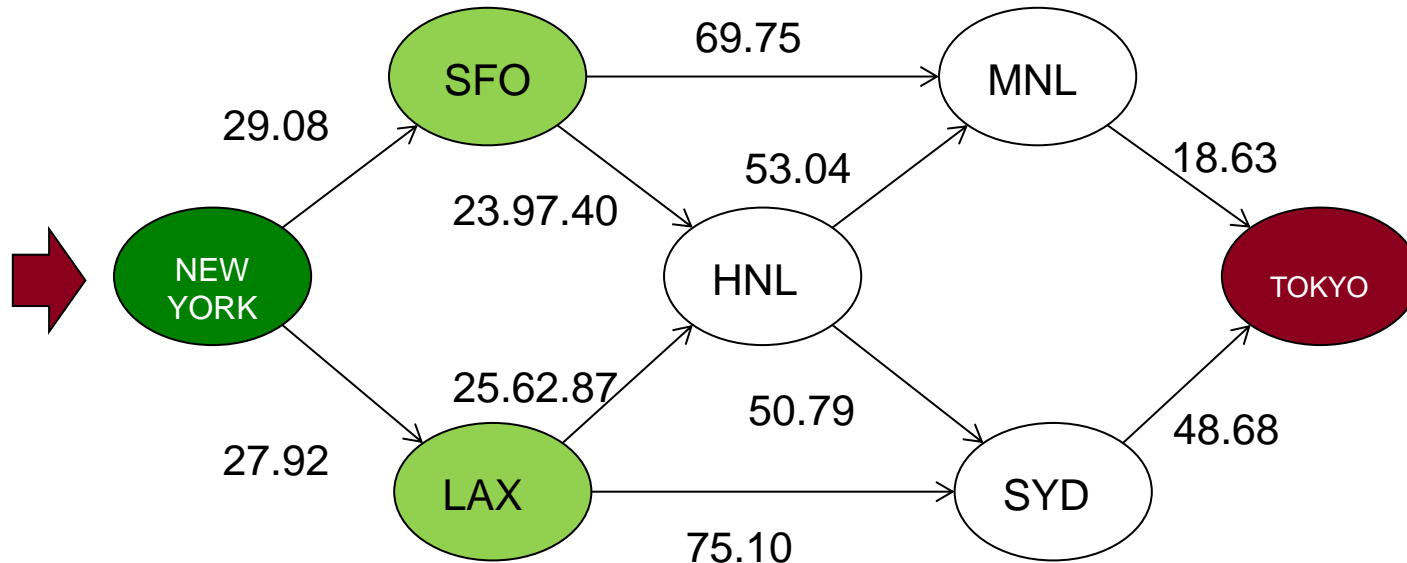 69.75
SFO
MNL
29.08
53.04
18.63
23.97.40
NEW
YORK
HNL
TOKYO
25.62.87
50.79
27.92
48.68
LAX
SYD
75.10